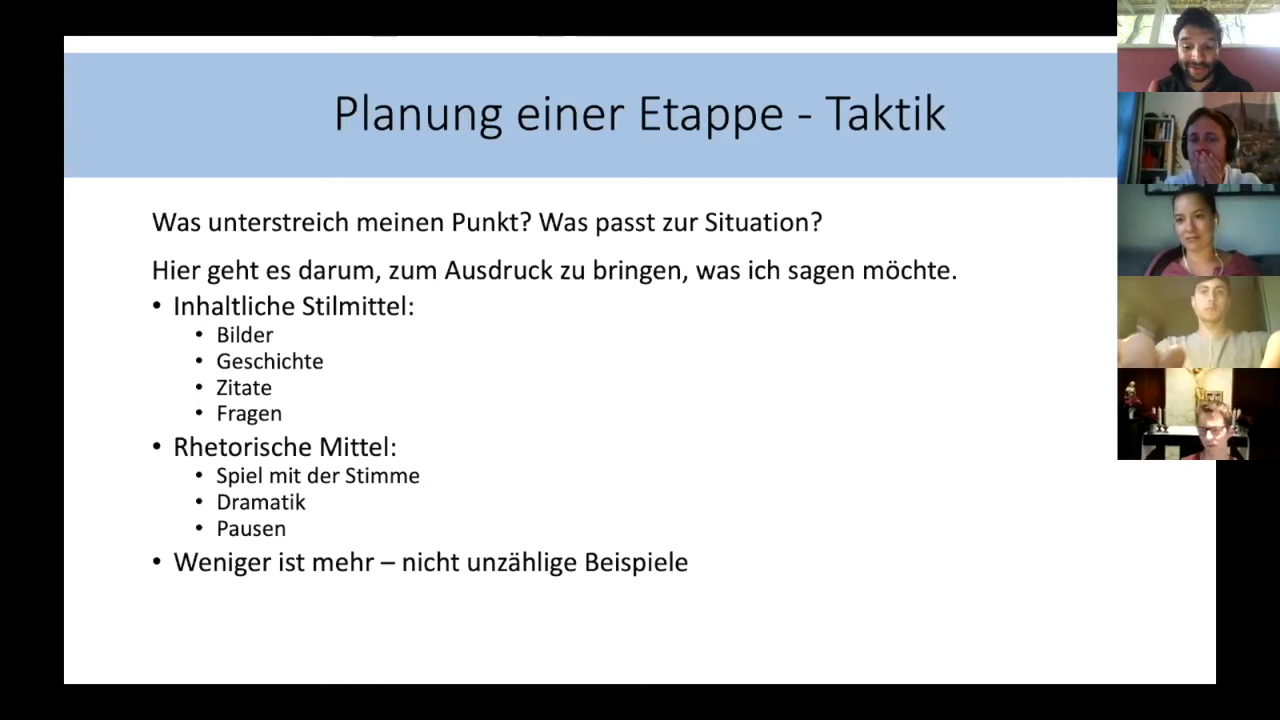 Planung einer Etappe - Taktik
Was unterstreich meinen Punkt? Was passt zur Situation?
Hier geht es darum, zum Ausdruck zu bringen, was ich sagen möchte.
• Inhaltliche Stilmittel:
• Bilder
• Geschichte
• Zitate
• Fragen
• Rhetorische Mittel:
• Spiel mit der Stimme
• Dramatik
• Pausen
• Weniger ist mehr – nicht unzählige Beispiele